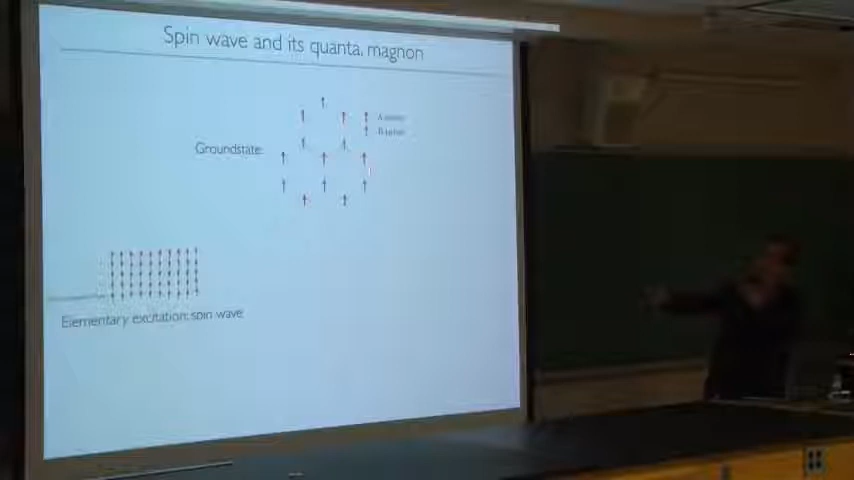 Spin wave and its quanta, magnon
Groundstate:
Elementary excitation: spin wave